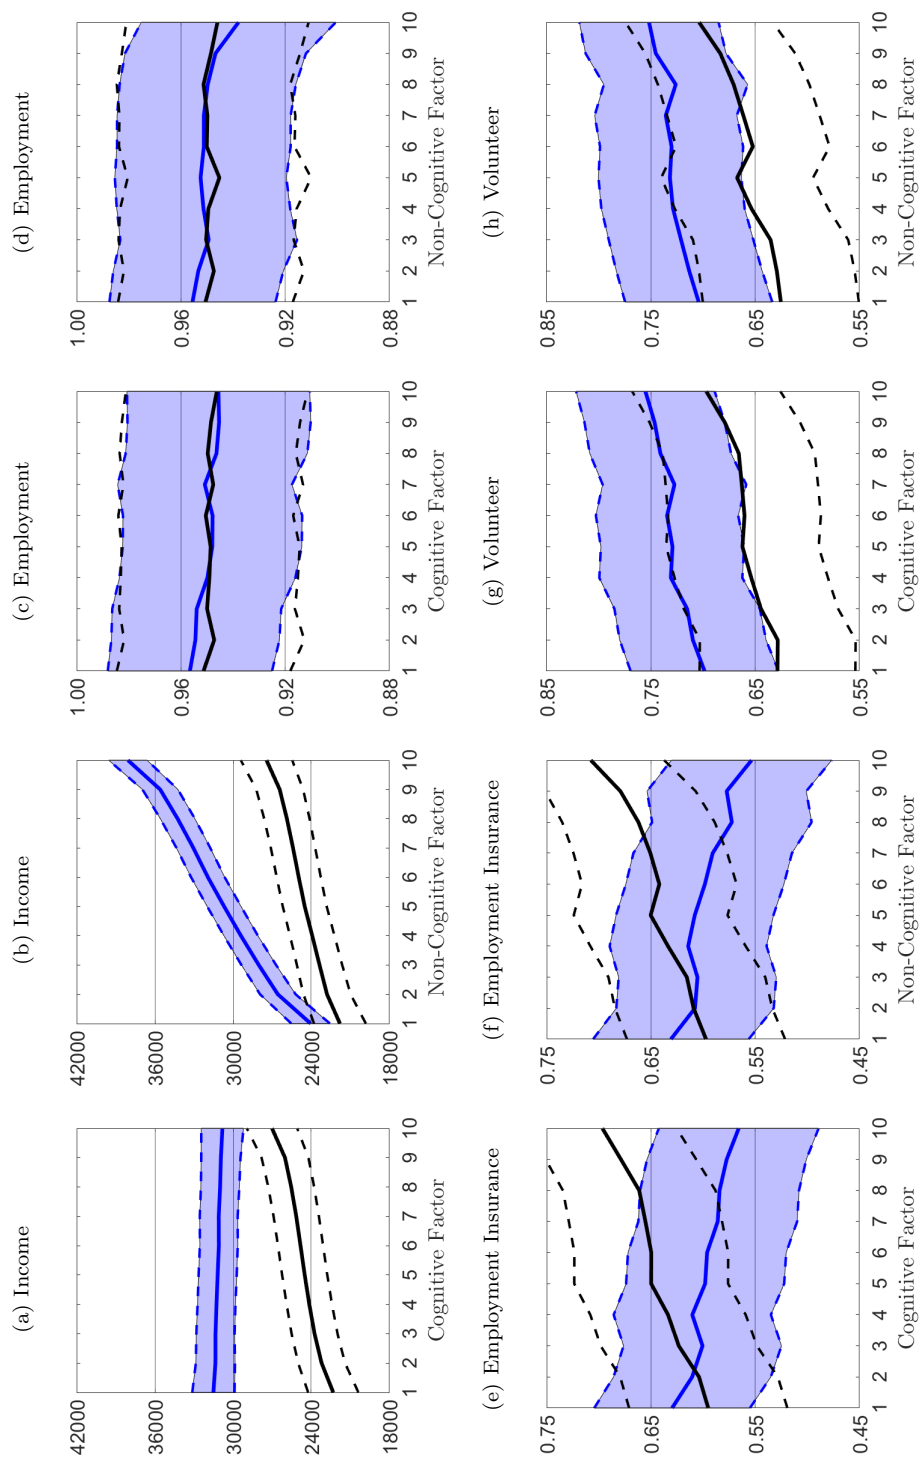 (a) Income
42000
36000
30000
24000
18000
1 2 3 4 5 6 7 8 9 10
Cognitive Factor
(b) Income
42000
36000
30000
24000
18000
1 2 3 4 5 6 7 8 9 10
Non-Cognitive Factor
(c) Employment
1.00
0.96
0.92
0.88
1 2 3 4 5 6 7 8 9 10
Cognitive Factor
(d) Employment
1.00
0.96
0.92
0.88
1 2 3 4 5 6 7 8 9 10
Non-Cognitive Factor
(e) Employment Insurance
0.75
0.65
0.55
0.45
1 2 3 4 5 6 7 8 9 10
Cognitive Factor
(f) Employment Insurance
0.75
0.65
0.55
0.45
1 2 3 4 5 6 7 8 9 10
Non-Cognitive Factor
(g) Volunteer
0.85
0.75
0.65
0.55
1 2 3 4 5 6 7 8 9 10
Cognitive Factor
(h) Volunteer
0.85
0.75
0.65
0.55
1 2 3 4 5 6 7 8 9 10
Non-Cognitive Factor